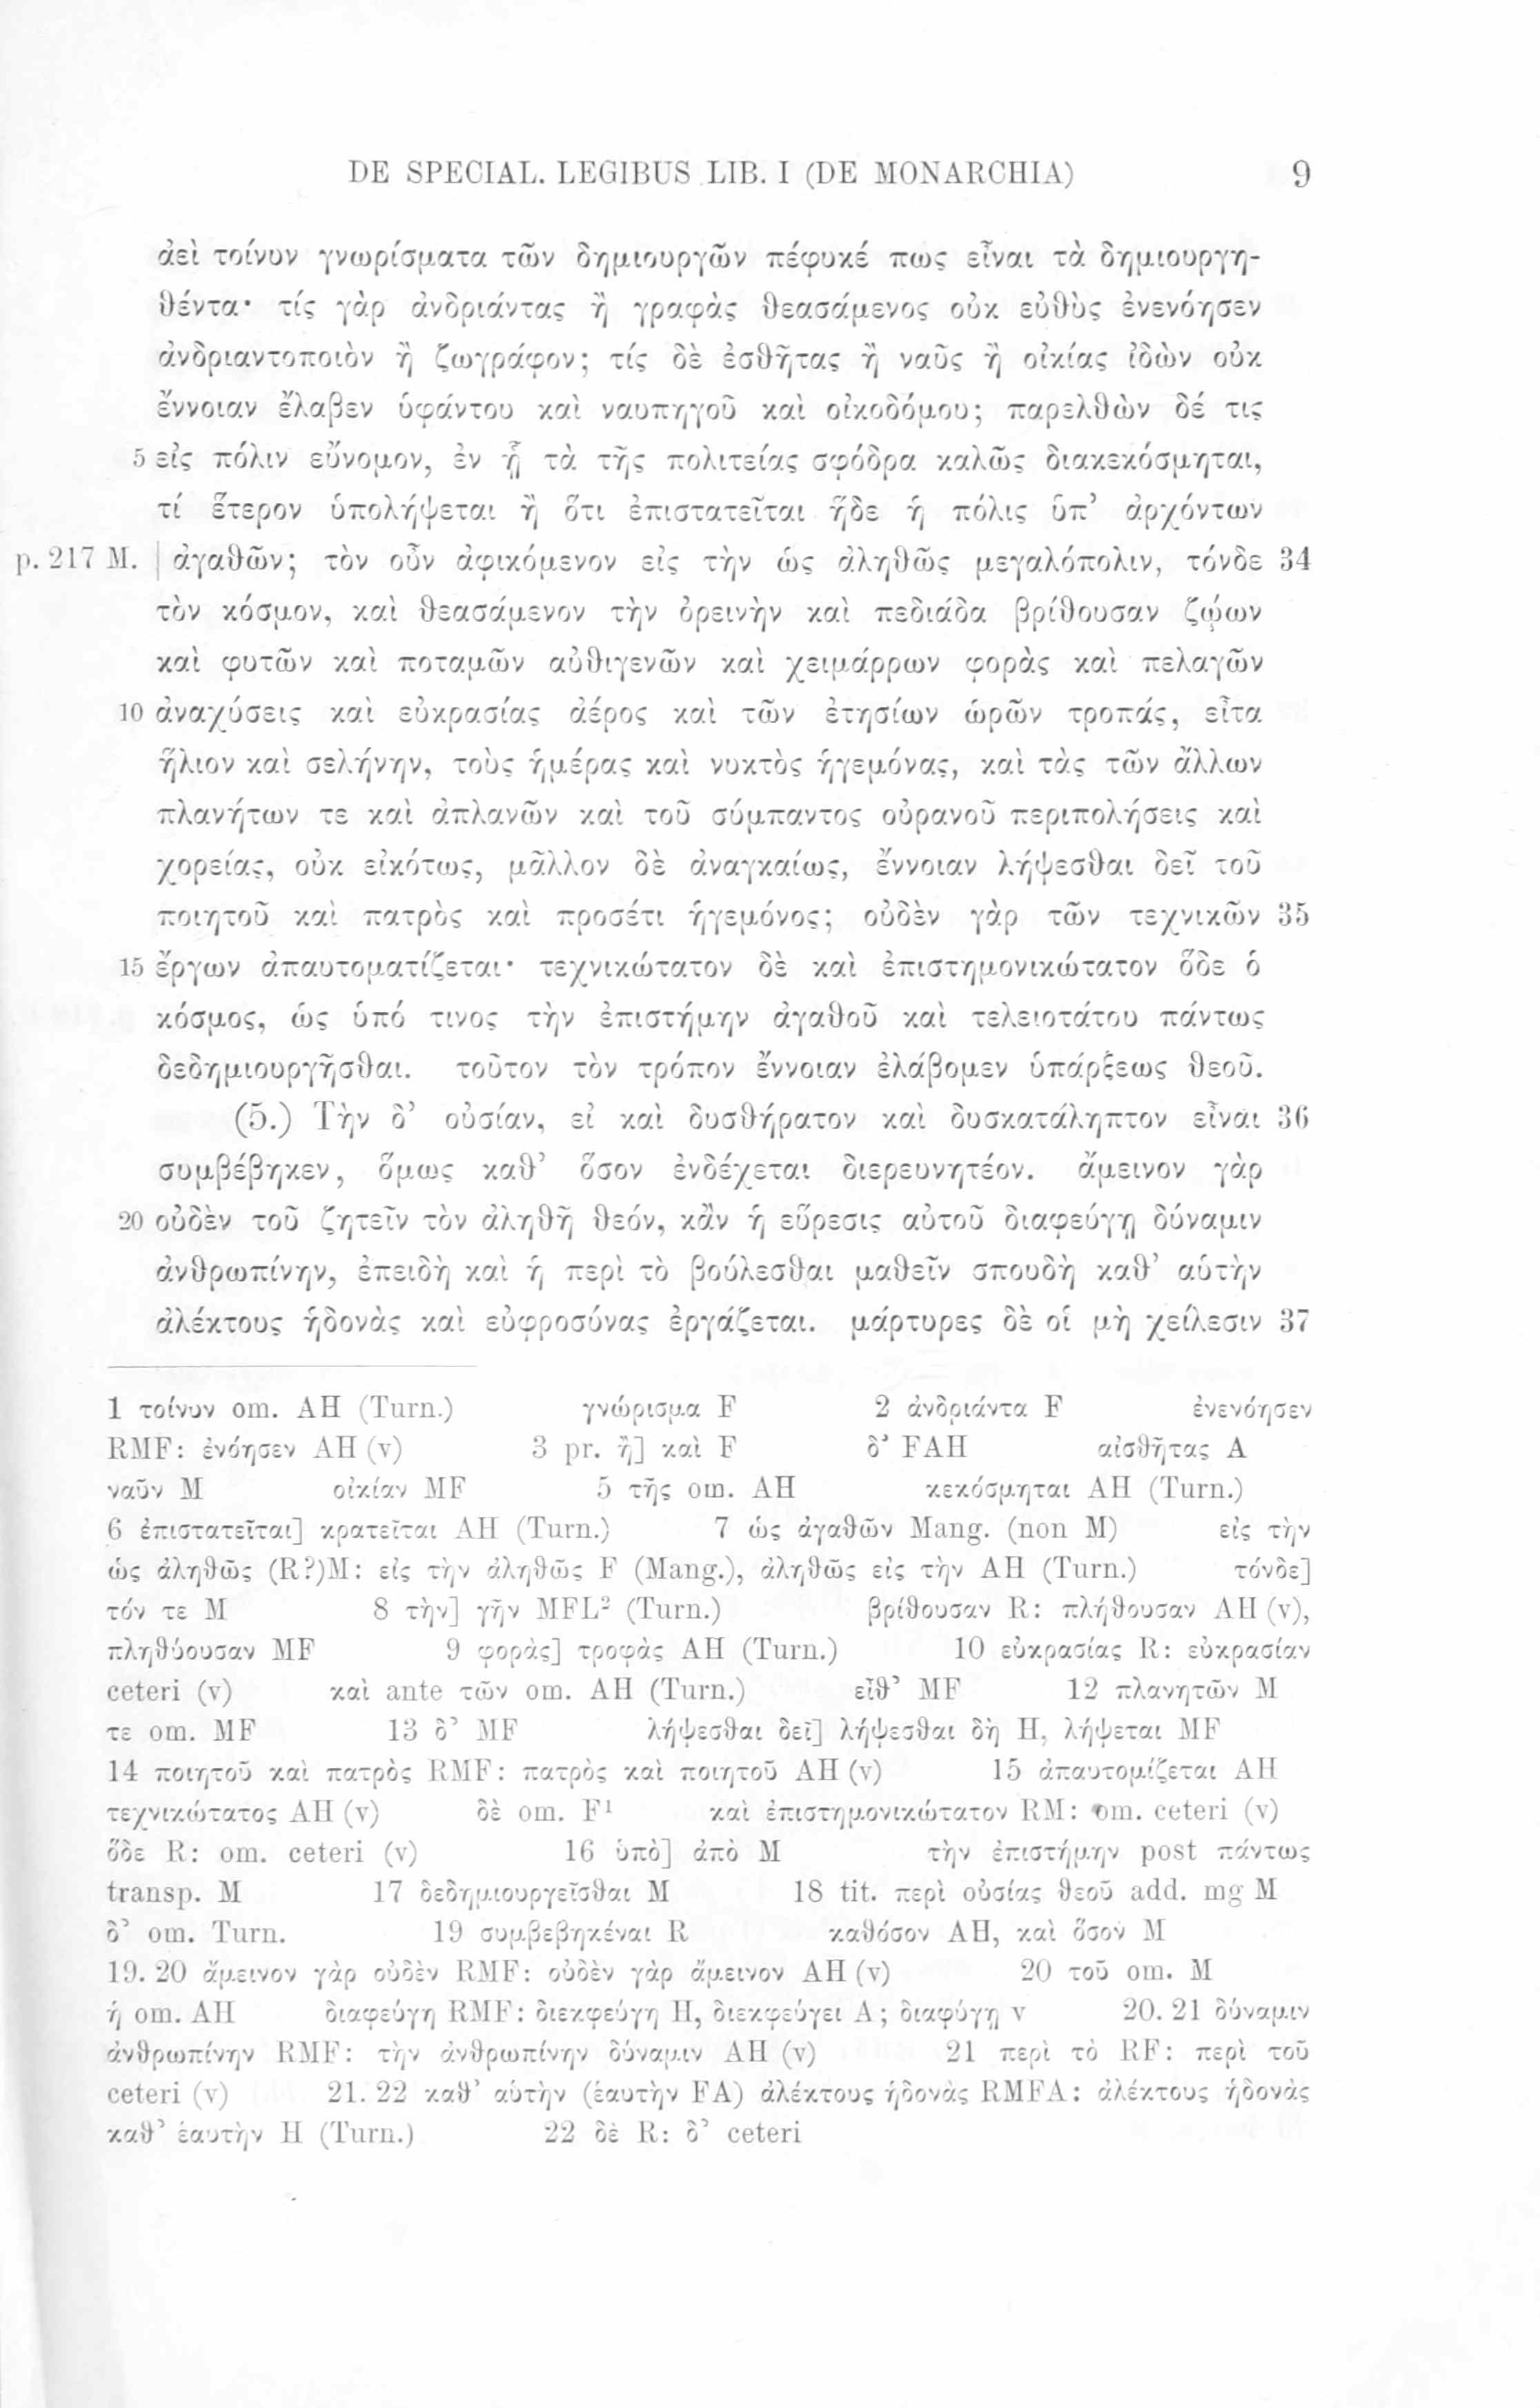 DE SPECIAL. LEGIBUS LIB. I (DE MONARCHIA) 9
ἀεὶ τοίνυν γνωρίσματα τῶν δημιουργῶν πέφυκέ πως εἶναι τὰ δημιουργη-
θέντα· τίς γὰρ ἀνδριάντας ἢ γραφὰς θεασάμενος οὐκ εὐθὺς ἐνενόησεν
ἀνδριαντοποιὸν ἢ ζωγράφον; τίς δὲ ἐσθῆτας ἢ ναῦς ἢ οἰκίας ἰδὼν οὐκ
ἔννοιαν ἔλαβεν ὑφάντου καὶ ναυπηγοῦ καὶ οἰκοδόμου; παρελθὼν δέ τις
5 εἰς πόλιν εὔνομον, ἐν ᾗ τὰ τῆς πολιτείας σφόδρα καλῶς διακεκόσμηται,
τί ἕτερον ὑπολήψεται ἢ ὅτι ἐπιστατεῖται ἥδε ἡ πόλις ὑπ’ ἀρχόντων
p. 217 M. | ἀγαθῶν; τὸν οὖν ἀφικόμενον εἰς τὴν ὡς ἀληθῶς μεγαλόπολιν, τόνδε 34
τὸν κόσμον, καὶ θεασάμενον τὴν ὀρεινὴν καὶ πεδιάδα βρίθουσαν ζῴων
καὶ φυτῶν καὶ ποταμῶν αὐθιγενῶν καὶ χειμάρρων φορὰς καὶ πελαγῶν
10 ἀναχύσεις καὶ εὐκρασίας ἀέρος καὶ τῶν ἐτησίων ὡρῶν τροπάς, εἶτα
ἥλιον καὶ σελήνην, τοὺς ἡμέρας καὶ νυκτὸς ἡγεμόνας, καὶ τὰς τῶν ἄλλων
πλανήτων τε καὶ ἀπλανῶν καὶ τοῦ σύμπαντος οὐρανοῦ περιπολήσεις καὶ
χορείας, οὐκ εἰκότως, μᾶλλον δὲ ἀναγκαίως, ἔννοιαν λήψεσθαι δεῖ τοῦ
ποιητοῦ καὶ πατρὸς καὶ προσέτι ἡγεμόνος; οὐδὲν γὰρ τῶν τεχνικῶν 35
15 ἔργων ἀπαυτοματίζεται· τεχνικώτατον δὲ καὶ ἐπιστημονικώτατον ὅδε ὁ
κόσμος, ὡς ὑπό τινος τὴν ἐπιστήμην ἀγαθοῦ καὶ τελειοτάτου πάντως
δεδημιουργῆσθαι. τοῦτον τὸν τρόπον ἔννοιαν ἐλάβομεν ὑπάρξεως θεοῦ.
(5.) Τὴν δ’ οὐσίαν, εἰ καὶ δυσθήρατον καὶ δυσκατάληπτον εἶναι 36
συμβέβηκεν, ὅμως καθ’ ὅσον ἐνδέχεται διερευνητέον. ἄμεινον γὰρ
20 οὐδὲν τοῦ ζητεῖν τὸν ἀληθῆ θεόν, κἂν ἡ εὕρεσις αὐτοῦ διαφεύγῃ δύναμιν
ἀνθρωπίνην, ἐπειδὴ καὶ ἡ περὶ τὸ βούλεσθαι μαθεῖν σπουδὴ καθ’ αὑτὴν
ἀλέκτους ἡδονὰς καὶ εὐφροσύνας ἐργάζεται. μάρτυρες δὲ οἱ μὴ χείλεσιν 37
1 τοίνυν om. AH (Turn.) γνώρισμα F 2 ἀνδριάντα F ἐνενόησεν
RMF: ἐνόησεν AH (v) 3 pr. ἢ] καὶ F δ’ FAH αἰσθῆτας A
ναῦν M οἰκίαν MF 5 τῆς om. AH κεκόσμηται AH (Turn.)
6 ἐπιστατεῖται] κρατεῖται AH (Turn.) 7 ὡς ἀγαθῶν Mang. (non M) εἰς τὴν
ὡς ἀληθῶς (R?)M: εἰς τὴν ἀληθῶς F (Mang.), ἀληθῶς εἰς τὴν AH (Turn.) τόνδε]
τόν τε M 8 τὴν] γῆν MFL² (Turn.) βρίθουσαν R: πλήθουσαν AH (v),
πληθύουσαν MF 9 φορὰς] τροφὰς AH (Turn.) 10 εὐκρασίας R: εὐκρασίαν
ceteri (v) καὶ ante τῶν om. AH (Turn.) εἶθ’ MF 12 πλανητῶν M
τε om. MF 13 δ’ MF λήψεσθαι δεῖ] λήψεσθαι δὴ H, λήψεται MF
14 ποιητοῦ καὶ πατρὸς RMF: πατρὸς καὶ ποιητοῦ AH (v) 15 ἀπαυτομίζεται AH
τεχνικώτατος AH (v) δὲ om. F¹ καὶ ἐπιστημονικώτατον RM: om. ceteri (v)
ὅδε R: om. ceteri (v) 16 ὑπὸ] ἀπὸ M τὴν ἐπιστήμην post πάντως
transp. M 17 δεδημιουργεῖσθαι M 18 tit. περὶ οὐσίας θεοῦ add. mg M
δ’ om. Turn. 19 συμβεβηκέναι R καθόσον AH, καὶ ὅσον M
19. 20 ἄμεινον γὰρ οὐδὲν RMF: οὐδὲν γὰρ ἄμεινον AH (v) 20 τοῦ om. M
ἡ om. AH διαφεύγη RMF: διεκφεύγη H, διεκφεύγει A; διαφύγῃ v 20. 21 δύναμιν
ἀνθρωπίνην RMF: τὴν ἀνθρωπίνην δύναμιν AH (v) 21 περὶ τὸ RF: περὶ τοῦ
ceteri (v) 21. 22 καθ’ αὑτὴν (ἑαυτὴν FA) ἀλέκτους ἡδονὰς RMFA: ἀλέκτους ἡδονὰς
καθ’ ἑαυτὴν H (Turn.) 22 δὲ R: δ’ ceteri